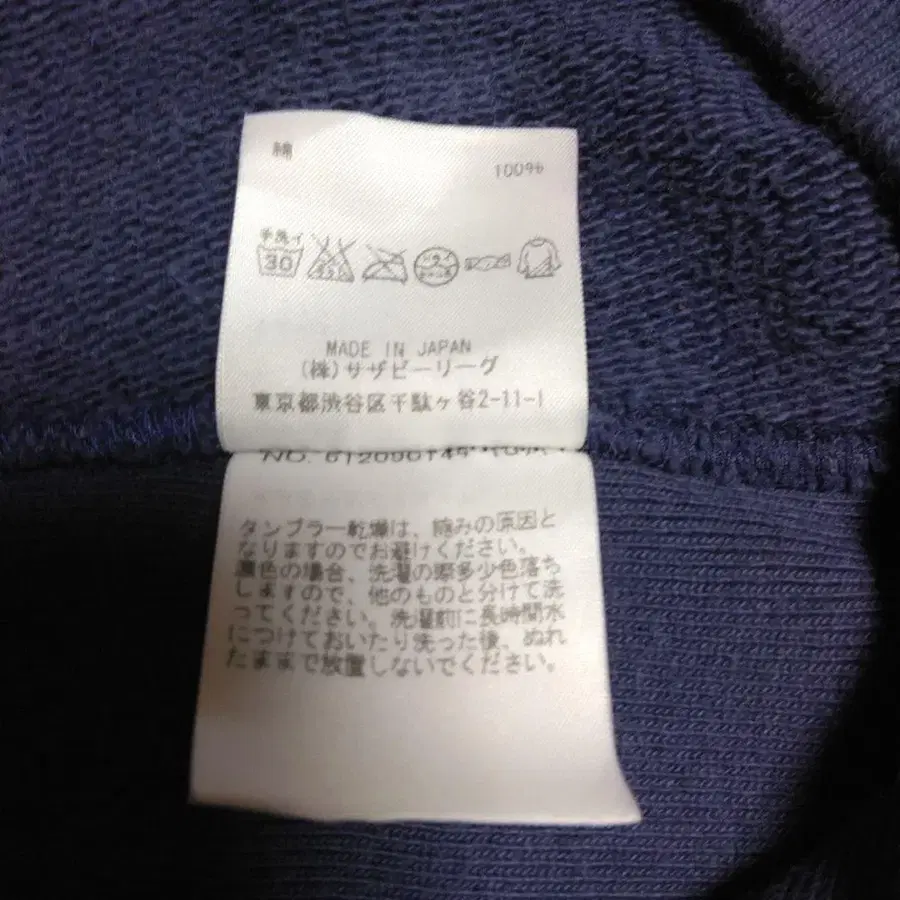 綿 100%
手洗イ
30
MADE IN JAPAN
(株)サザビーリーグ
東京都渋谷区千駄ヶ谷2-11-1
タンブラー乾燥は、縮みの原因と
なりますのでお避けください。
濃色の場合、洗濯の際多少色落ち
しますので、他のものと分けて洗
ってください。洗濯前に長時間水
につけておいたり洗った後、ぬれ
たままで放置しないでください。